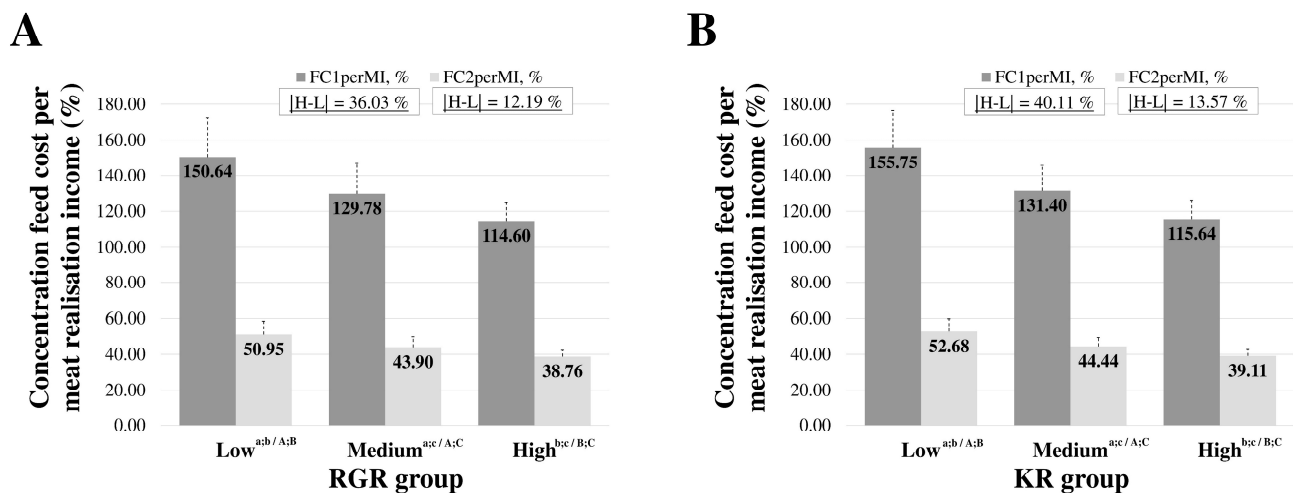 A
Concentration feed cost per
meat realisation income (%)
FC1perMI, % FC2perMI, %
|H-L| = 36.03 % |H-L| = 12.19 %
180.00
160.00
140.00
120.00
100.00
80.00
60.00
40.00
20.00
0.00
150.64
129.78
114.60
50.95
43.90
38.76
Low a;b / A;B Medium a;c / A;C High b;c / B;C
RGR group
B
Concentration feed cost per
meat realisation income (%)
FC1perMI, % FC2perMI, %
|H-L| = 40.11 % |H-L| = 13.57 %
180.00
160.00
140.00
120.00
100.00
80.00
60.00
40.00
20.00
0.00
155.75
131.40
115.64
52.68
44.44
39.11
Low a;b / A;B Medium a;c / A;C High b;c / B;C
KR group